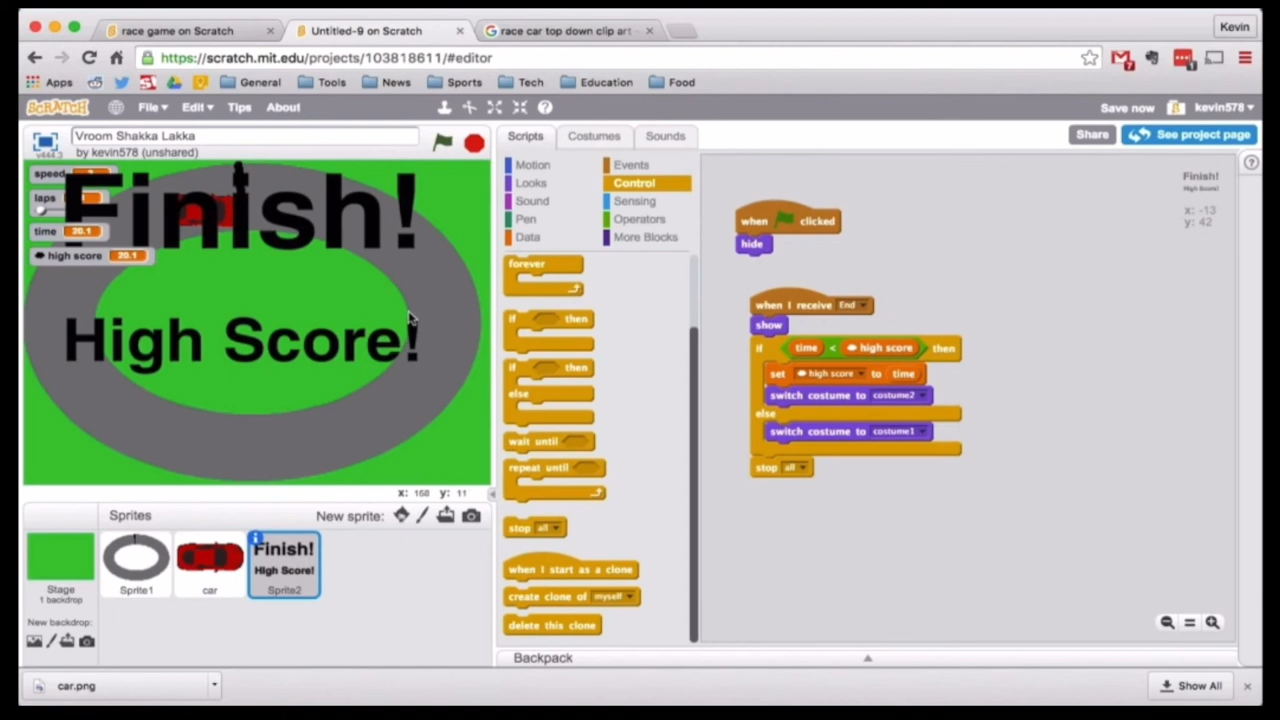 race game on Scratch
Untitled-9 on Scratch
race car top down clip art -
Kevin
https://scratch.mit.edu/projects/103818611/#editor
Apps
General
Tools
News
Sports
Tech
Education
Food
SCRATCH
File
Edit
Tips
About
Save now
kevin578
Vroom Shakka Lakka
by kevin578 (unshared)
v444.3
Scripts
Costumes
Sounds
Share
See project page
speed
laps
time 20.1
high score 20.1
Finish!
High Score!
Motion
Events
Looks
Control
Sound
Sensing
Pen
Operators
Data
More Blocks
forever
if then
if then
else
wait until
repeat until
stop all
when I start as a clone
create clone of myself
delete this clone
when clicked
hide
when I receive End
show
if time < high score then
set high score to time
switch costume to costume2
else
switch costume to costume1
stop all
Finish!
High Score!
x: -13
y: 42
x: 168 y: 11
Sprites
New sprite:
Stage
1 backdrop
New backdrop:
Sprite1
car
Finish!
High Score!
Sprite2
Backpack
car.png
Show All